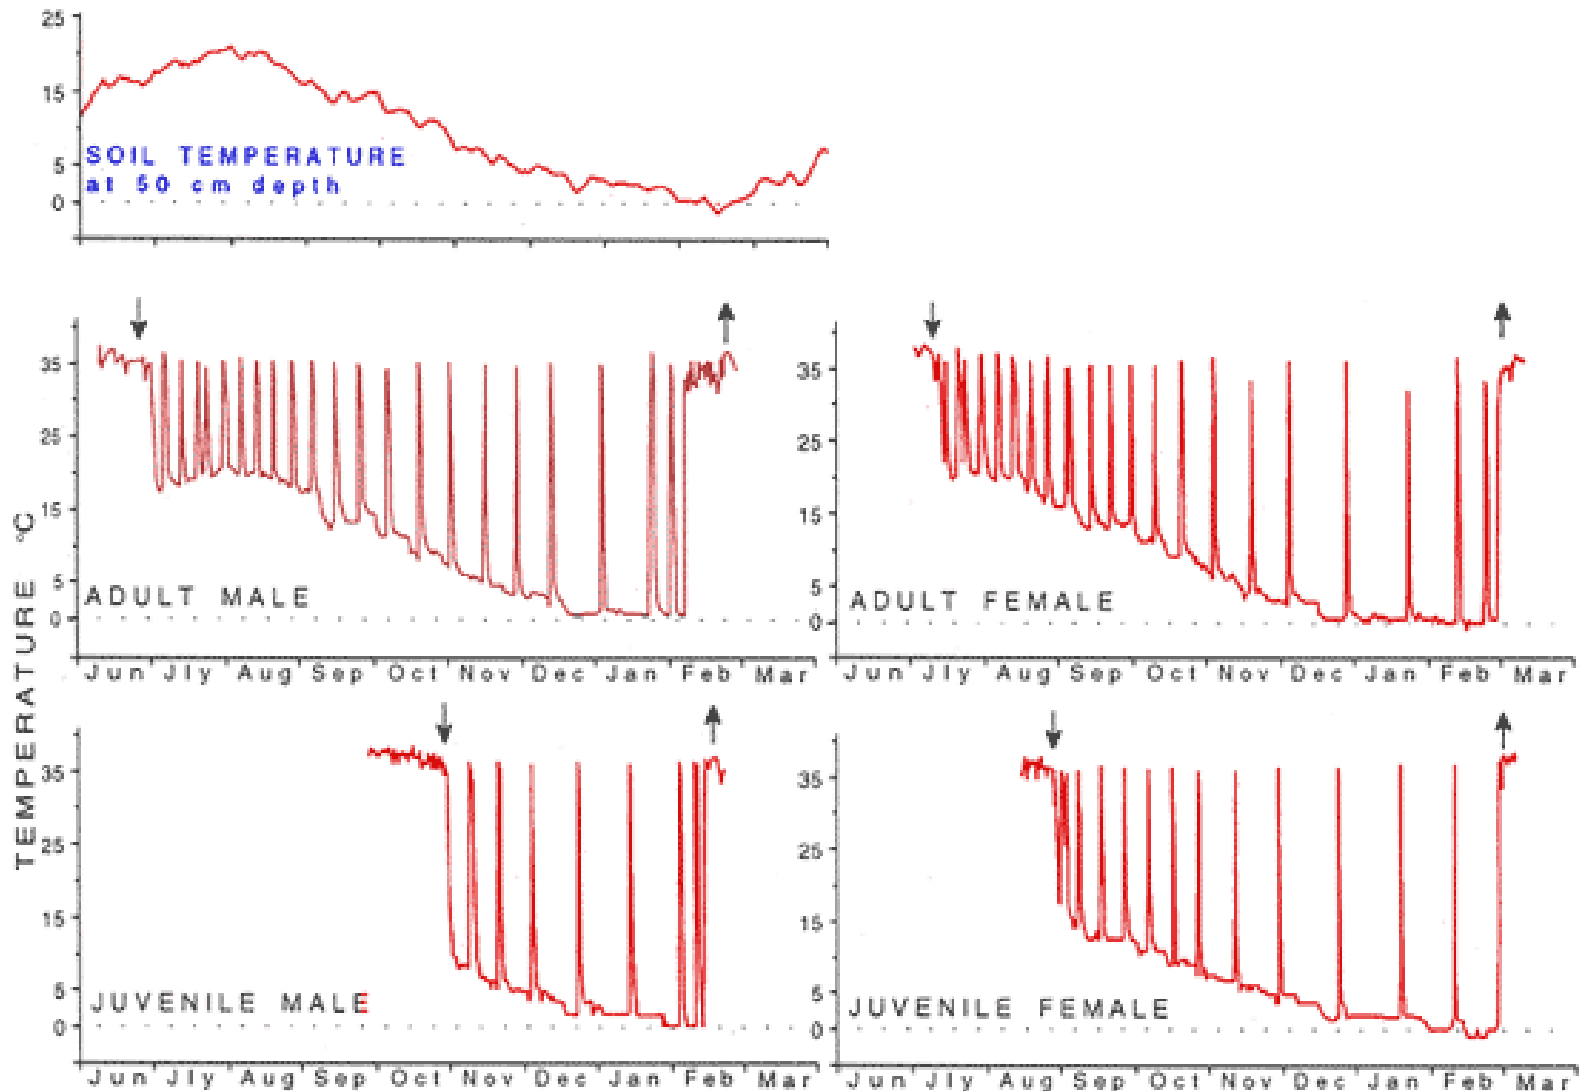 25
15
5
0
SOIL TEMPERATURE
at 50 cm depth
TEMPERATURE °C
35
25
15
5
0
ADULT MALE
Jun Jly Aug Sep Oct Nov Dec Jan Feb Mar
35
25
15
5
0
ADULT FEMALE
Jun Jly Aug Sep Oct Nov Dec Jan Feb Mar
35
25
15
5
0
JUVENILE MALE
Jun Jly Aug Sep Oct Nov Dec Jan Feb Mar
35
25
15
5
0
JUVENILE FEMALE
Jun Jly Aug Sep Oct Nov Dec Jan Feb Mar